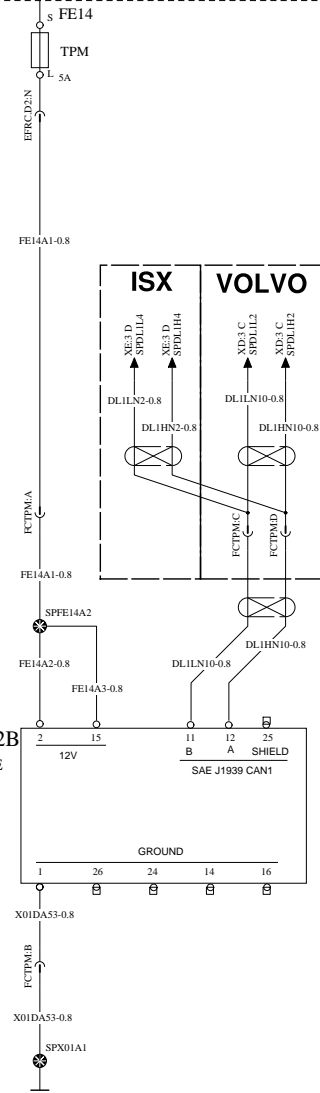 S FE14
TPM
L 5A
EFRC.D2:N
FE14A1-0.8
ISX VOLVO
XE:3 D
SPDL1L4
XE:3 D
SPDL1H4
XD:3 C
SPDL1L2
XD:3 C
SPDL1H2
DL1LN2-0.8 DL1LN10-0.8
DL1HN2-0.8 DL1HN10-0.8
FCTPM:A
FCTPM:C
FCTPM:D
FE14A1-0.8
SPFE14A2
FE14A2-0.8
FE14A3-0.8
DL1HN10-0.8
DL1LN10-0.8
2B
E
2 15 11 12 25
12V B A SHIELD
SAE J1939 CAN1
GROUND
1 26 24 14 16
X01DA53-0.8
FCTPM:B
X01DA53-0.8
SPX01A1